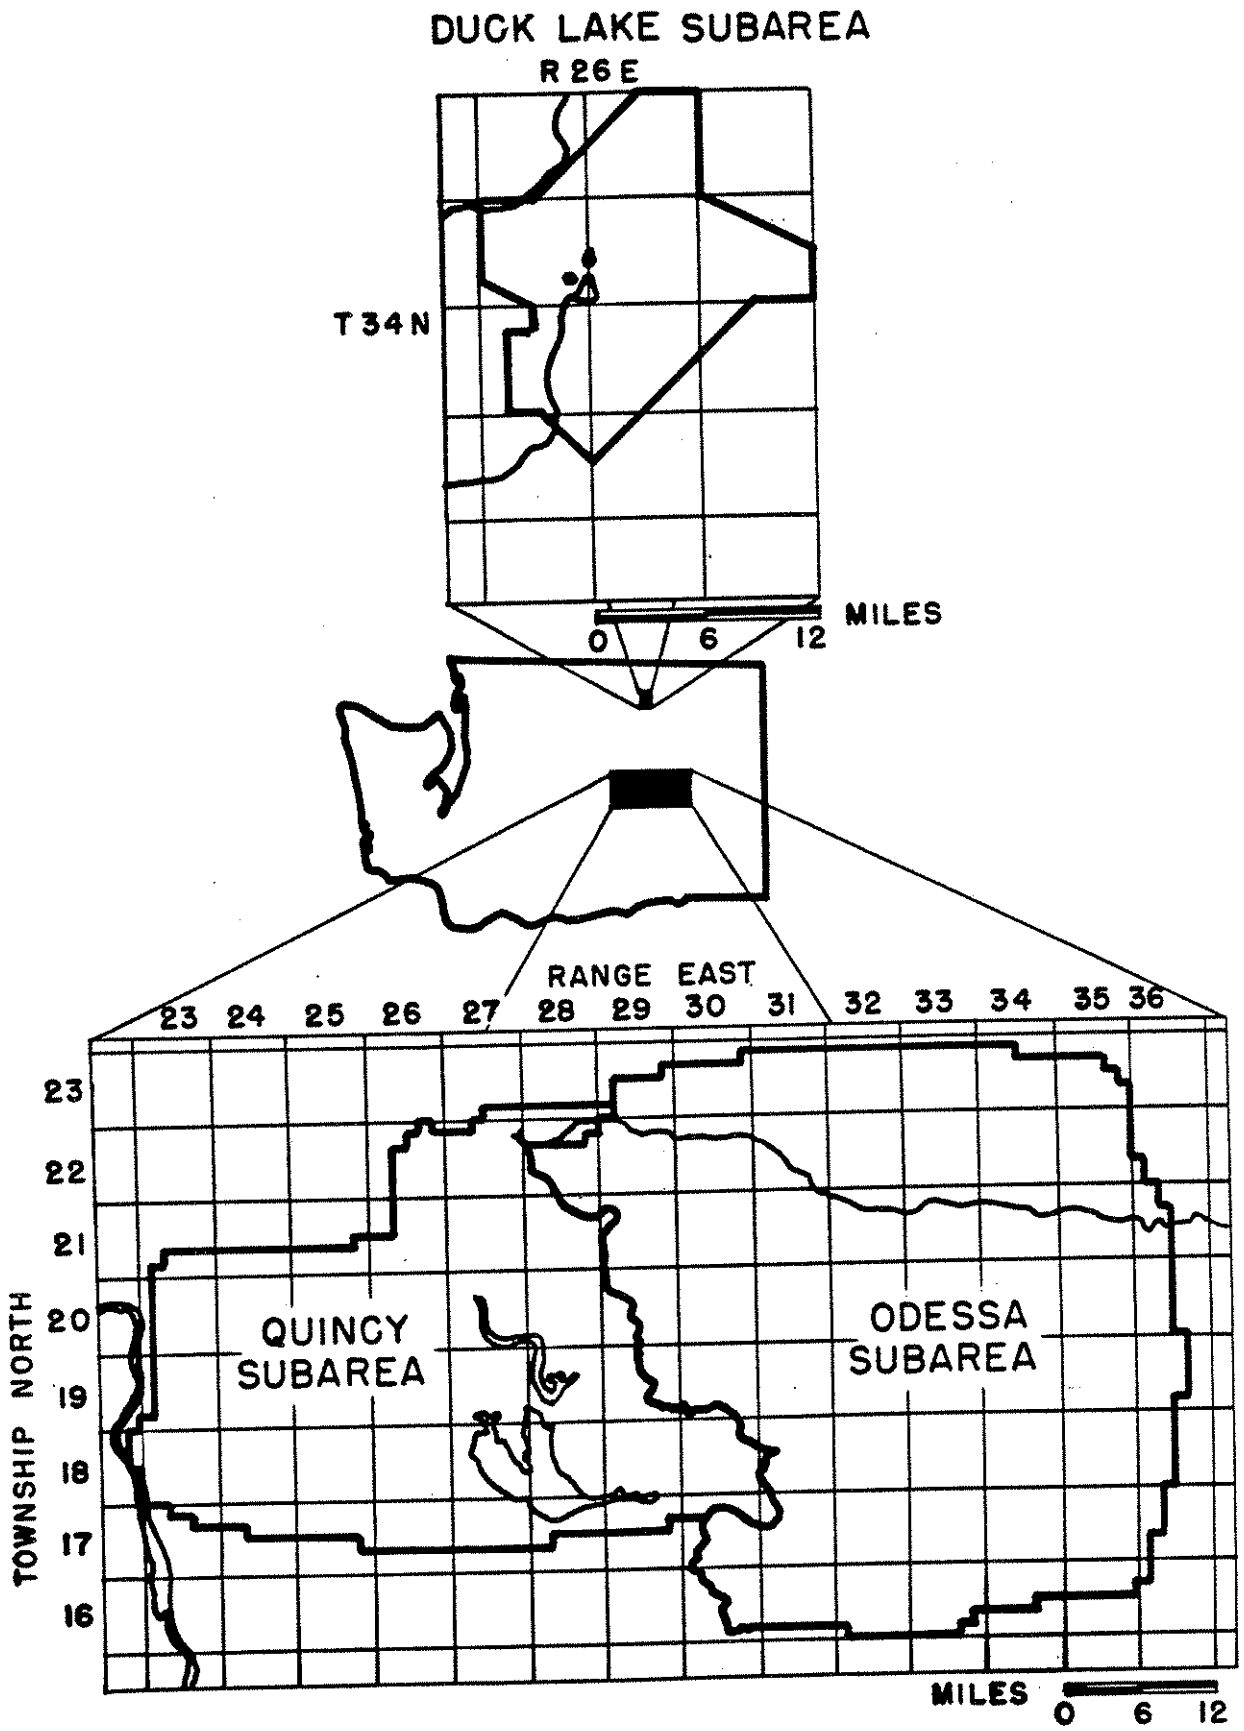 DUCK LAKE SUBAREA
R 26 E
T 34 N
MILES
0 6 12
RANGE EAST
23 24 25 26 27 28 29 30 31 32 33 34 35 36
TOWNSHIP NORTH
23
22
21
20
19
18
17
16
QUINCY
SUBAREA
ODESSA
SUBAREA
MILES
0 6 12